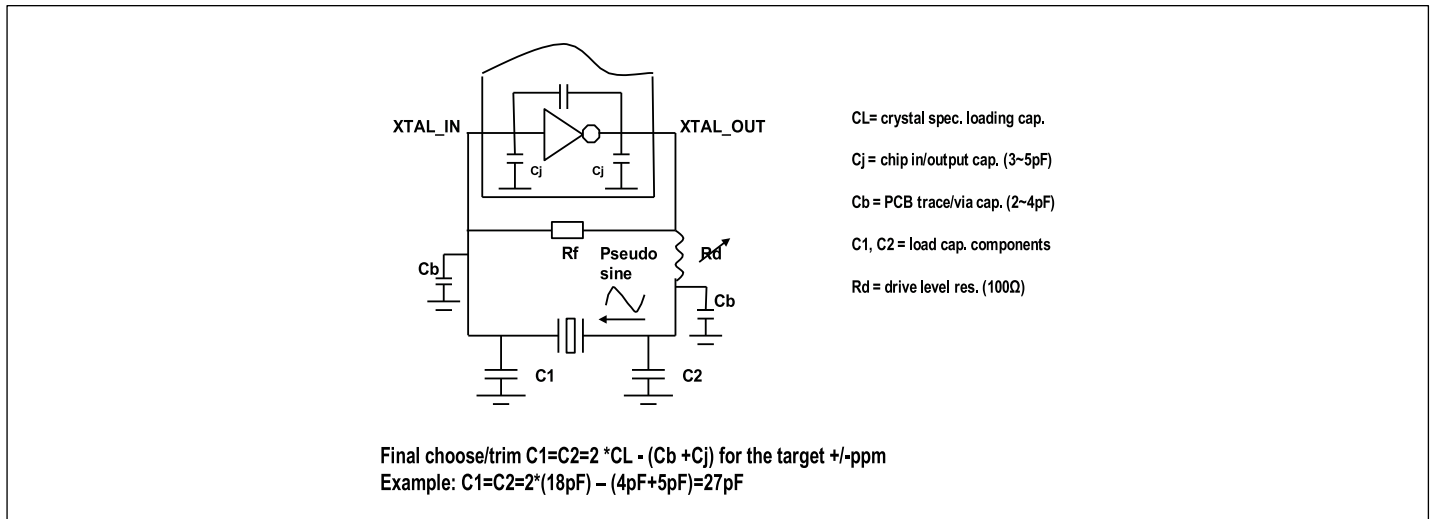 XTAL_IN
XTAL_OUT
Cj
Cj
Rf
Pseudo
sine
Rd
Cb
Cb
C1
C2
CL= crystal spec. loading cap.
Cj = chip in/output cap. (3~5pF)
Cb = PCB trace/via cap. (2~4pF)
C1, C2 = load cap. components
Rd = drive level res. (100Ω)
Final choose/trim C1=C2=2 *CL - (Cb +Cj) for the target +/-ppm
Example: C1=C2=2*(18pF) – (4pF+5pF)=27pF